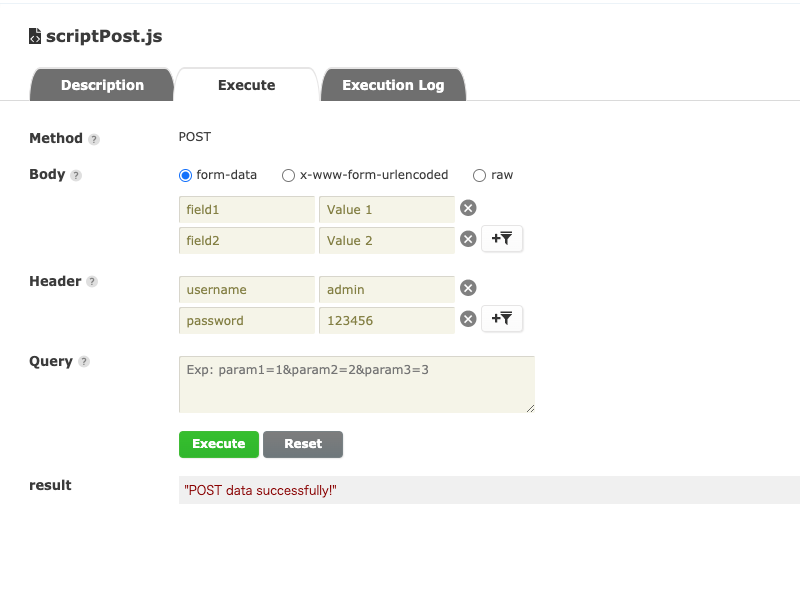 scriptPost.js
Description Execute Execution Log
Method ? POST
Body ? form-data x-www-form-urlencoded raw
field1 Value 1
field2 Value 2
Header ? username admin
password 123456
Query ? Exp: param1=1&param2=2&param3=3
Execute Reset
result "POST data successfully!"